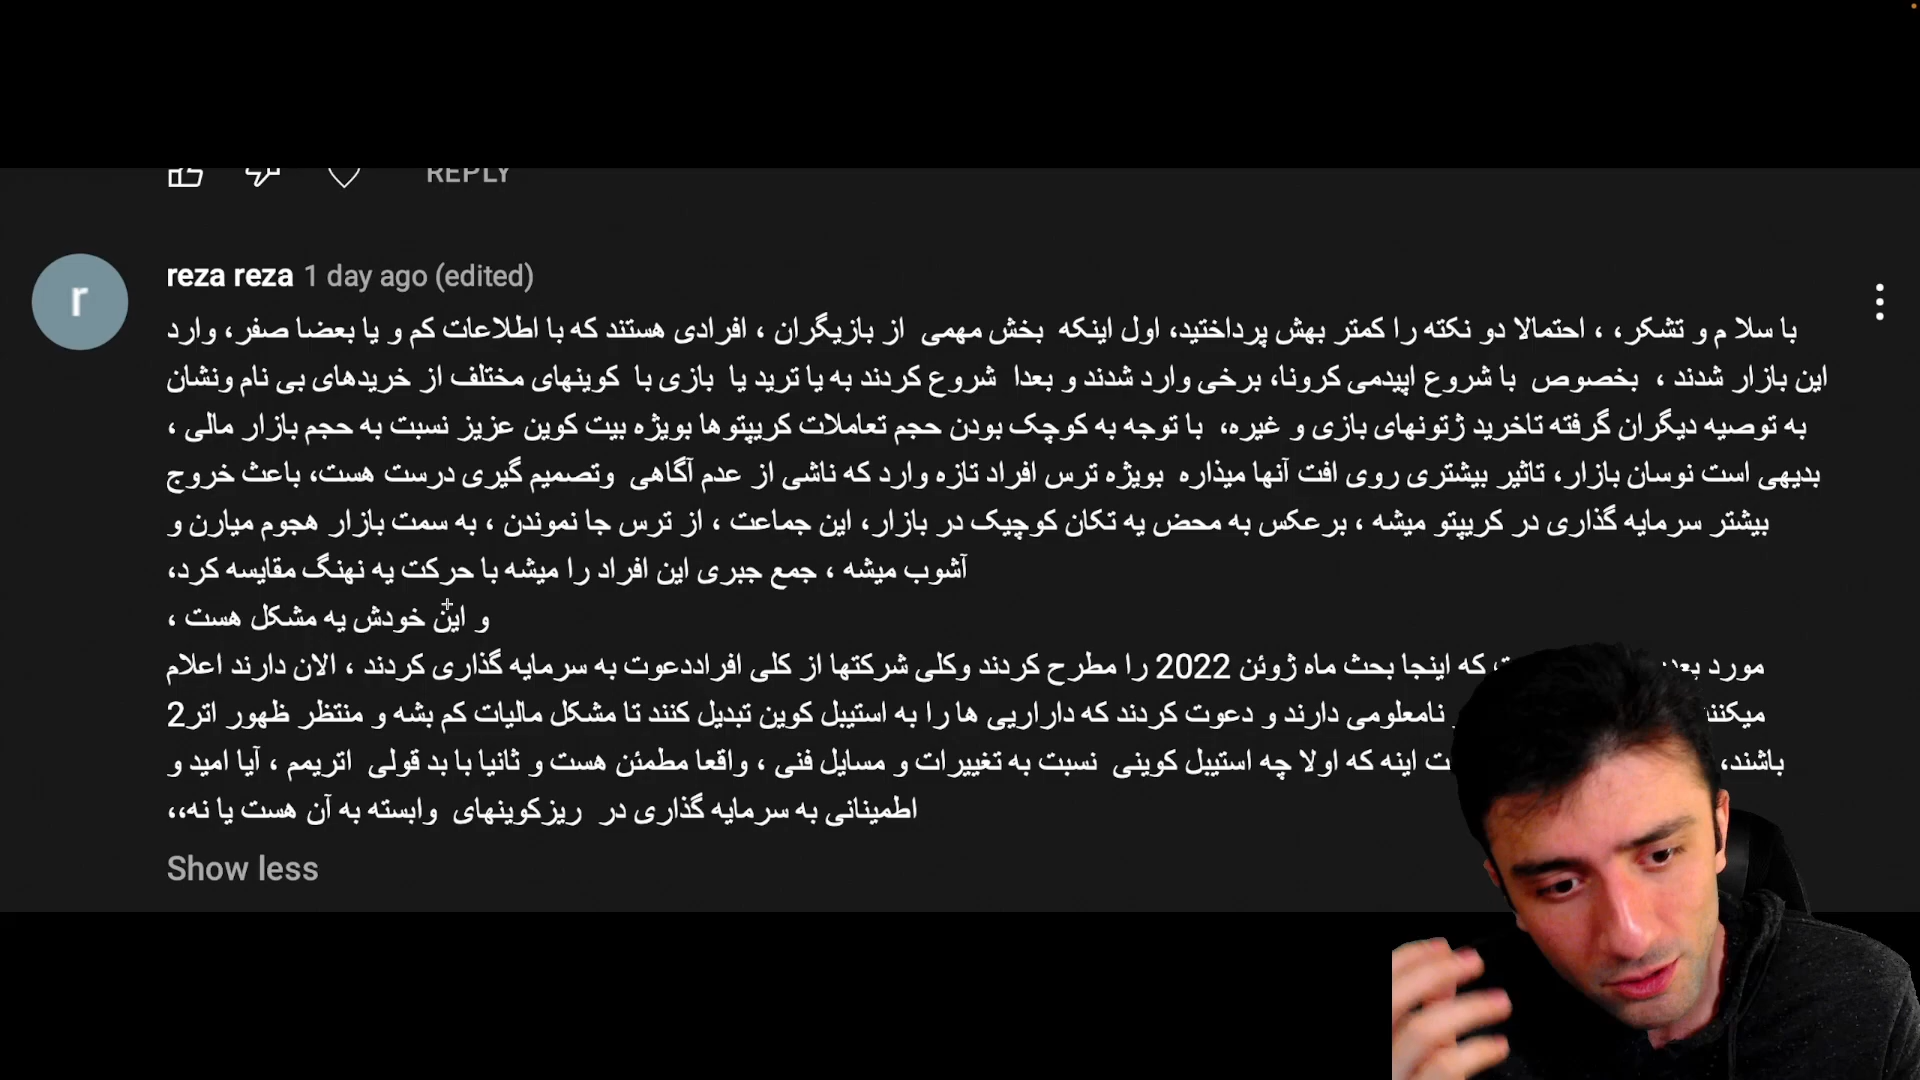 REPLY
reza reza 1 day ago (edited)
r
با سلا م و تشکر، ، احتمالا دو نکته را کمتر بهش پرداختید، اول اینکه بخش مهمی از بازیگران ، افرادی هستند که با اطلاعات کم و یا بعضا صفر، وارد
این بازار شدند ، بخصوص با شروع اپیدمی کرونا، برخی وارد شدند و بعدا شروع کردند به یا ترید یا بازی با کوینهای مختلف از خریدهای بی نام ونشان
به توصیه دیگران گرفته تاخرید ژتونهای بازی و غیره، با توجه به کوچک بودن حجم تعاملات کریپتوها بویژه بیت کوین عزیز نسبت به حجم بازار مالی ،
بدیهی است نوسان بازار، تاثیر بیشتری روی افت آنها میذاره بویژه ترس افراد تازه وارد که ناشی از عدم آگاهی وتصمیم گیری درست هست، باعث خروج
بیشتر سرمایه گذاری در کریپتو میشه ، برعکس به محض یه تکان کوچیک در بازار، این جماعت ، از ترس جا نموندن ، به سمت بازار هجوم میارن و
آشوب میشه ، جمع جبری این افراد را میشه با حرکت یه نهنگ مقایسه کرد،
و این خودش یه مشکل هست ،
مورد که اینجا بحث ماه ژوئن 2022 را مطرح کردند وکلی شرکتها از کلی افراددعوت به سرمایه گذاری کردند ، الان دارند اعلام
نامعلومی دارند و دعوت کردند که دارایی ها را به استیبل کوین تبدیل کنند تا مشکل مالیات کم بشه و منتظر ظهور اتر2
باشند، اینه که اولا چه استیبل کوینی نسبت به تغییرات و مسایل فنی ، واقعا مطمئن هست و ثانیا با بد قولی اتریمم ، آیا امید و
اطمینانی به سرمایه گذاری در ریزکوینهای وابسته به آن هست یا نه،،
Show less